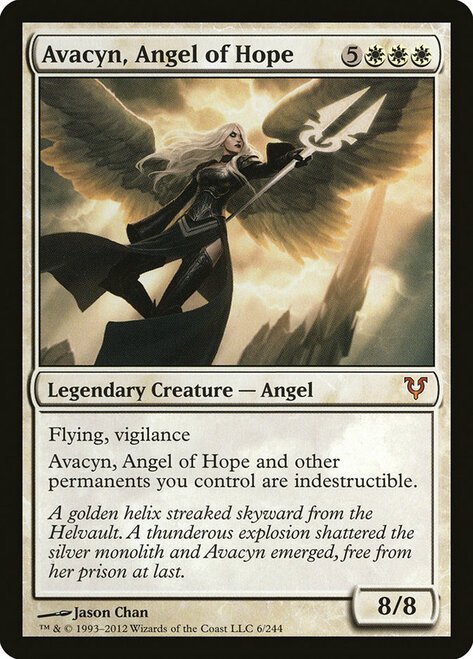 Avacyn, Angel of Hope 5
Legendary Creature — Angel
Flying, vigilance
Avacyn, Angel of Hope and other
permanents you control are indestructible.
A golden helix streaked skyward from the
Helvault. A thunderous explosion shattered the
silver monolith and Avacyn emerged, free from
her prison at last.
8/8
Jason Chan
™ & © 1993–2012 Wizards of the Coast LLC 6/244